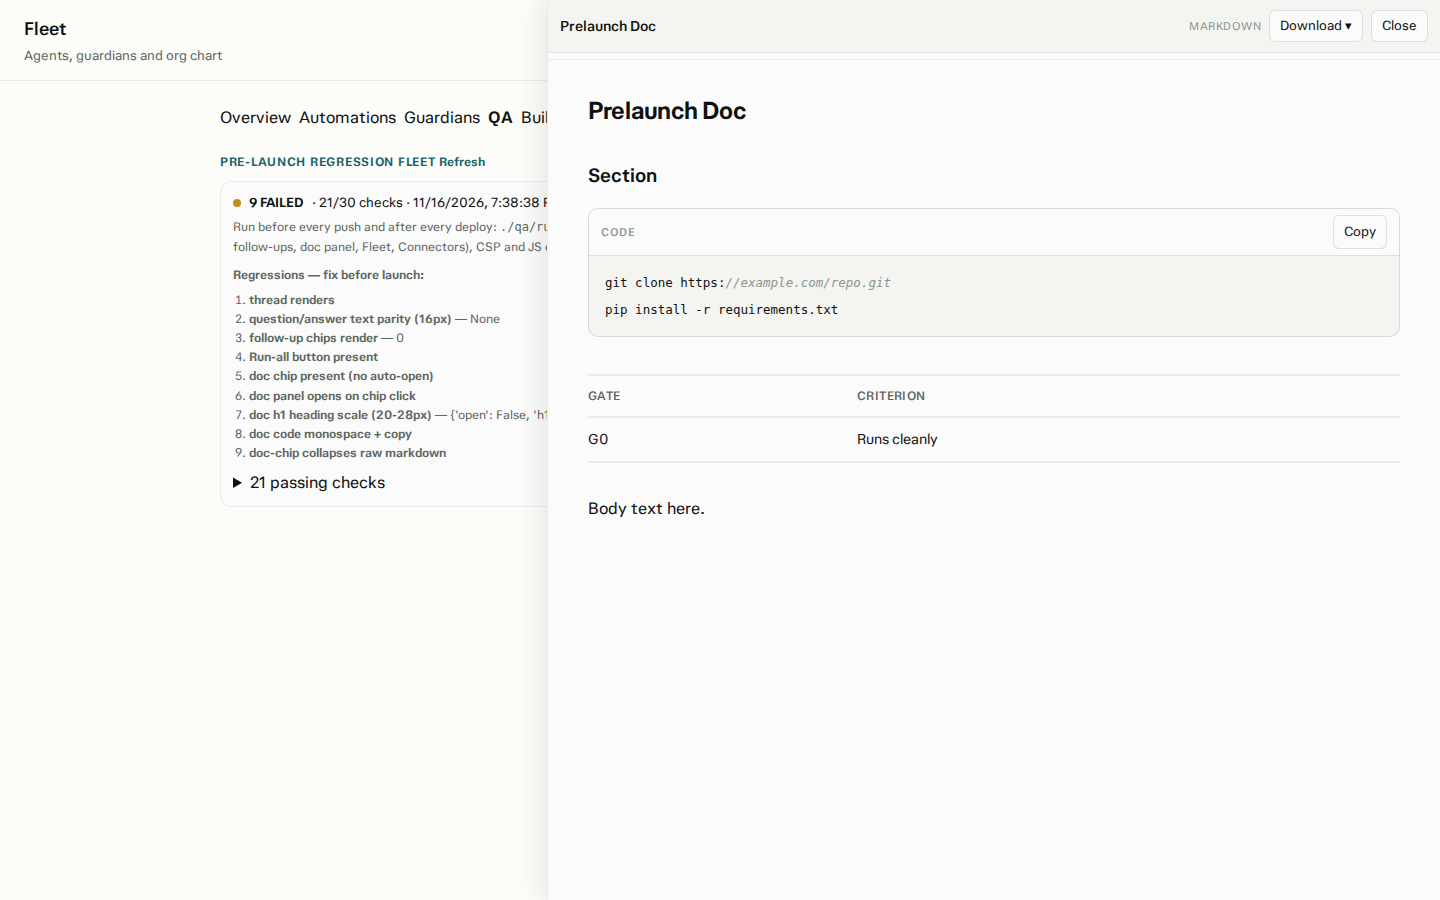 Fleet
Agents, guardians and org chart
Overview Automations Guardians QA
PRE-LAUNCH REGRESSION FLEET Refresh
9 FAILED · 21/30 checks · 11/16/2026, 7:38:38
Run before every push and after every deploy:
follow-ups, doc panel, Fleet, Connectors), CSP and JS
Regressions — fix before launch:
1. thread renders
2. question/answer text parity (16px) — None
3. follow-up chips render — 0
4. Run-all button present
5. doc chip present (no auto-open)
6. doc panel opens on chip click
7. doc h1 heading scale (20-28px) — {'open': False, 'h1
8. doc code monospace + copy
9. doc-chip collapses raw markdown
▶ 21 passing checks
Prelaunch Doc
MARKDOWN Download ▾ Close
Prelaunch Doc
Section
CODE Copy
git clone https://example.com/repo.git
pip install -r requirements.txt
GATE CRITERION
G0 Runs cleanly
Body text here.